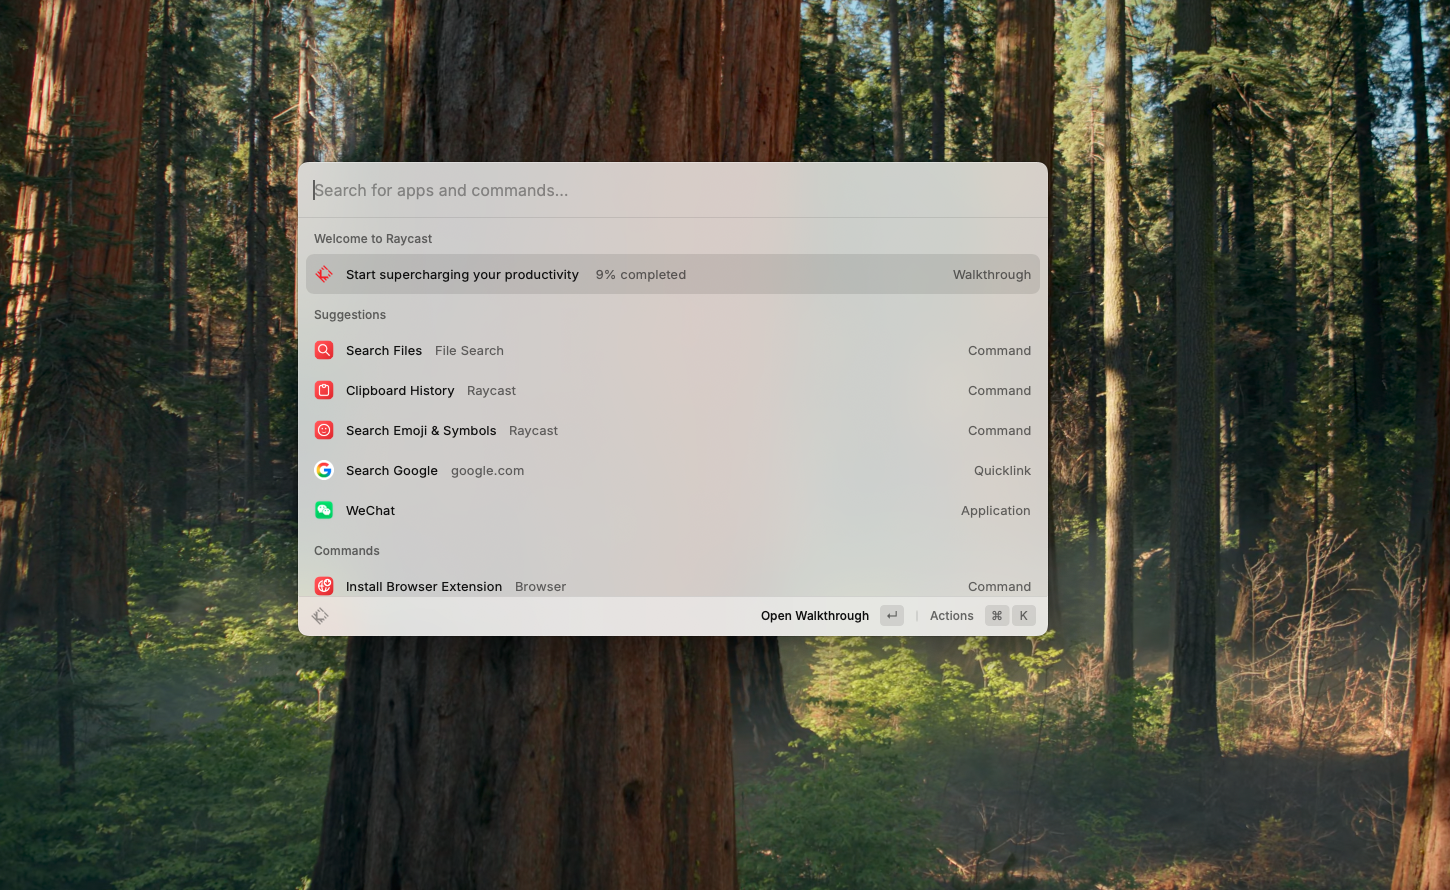 Search for apps and commands...
Welcome to Raycast
Start supercharging your productivity 9% completed Walkthrough
Suggestions
Search Files File Search Command
Clipboard History Raycast Command
Search Emoji & Symbols Raycast Command
Search Google google.com Quicklink
WeChat Application
Commands
Install Browser Extension Browser Command
Open Walkthrough ↵ | Actions ⌘ K